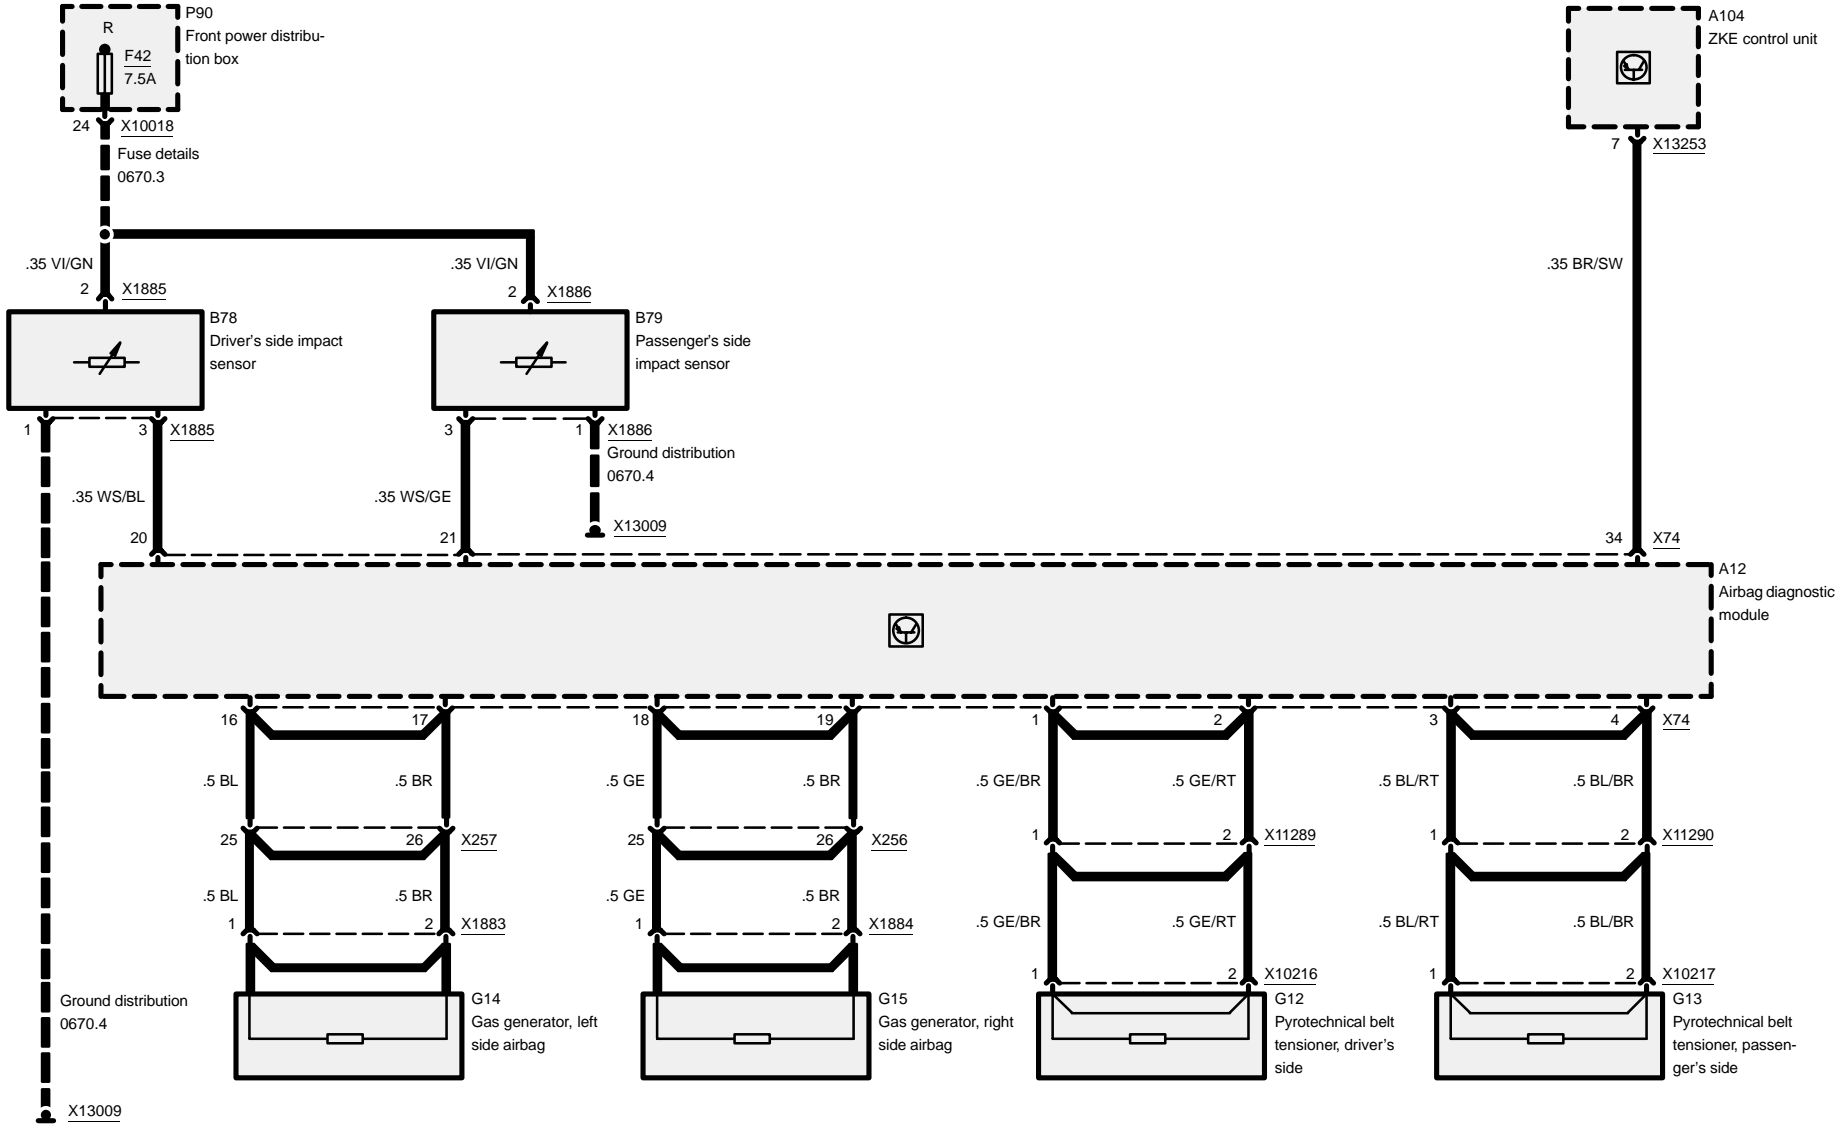 P90
R
Front power distribu-
tion box
F42
7.5A
24 X10018
Fuse details
0670.3
A104
ZKE control unit
7 X13253
.35 VI/GN
.35 VI/GN
.35 BR/SW
2 X1885
2 X1886
B78
Driver's side impact
sensor
B79
Passenger's side
impact sensor
1 3 X1885
3 1 X1886
Ground distribution
0670.4
.35 WS/BL
.35 WS/GE
X13009
20 21 34 X74
A12
Airbag diagnostic
module
16 17 18 19 1 2 3 4 X74
.5 BL .5 BR .5 GE .5 BR .5 GE/BR .5 GE/RT .5 BL/RT .5 BL/BR
25 26 X257 25 26 X256 1 2 X11289 1 2 X11290
.5 BL .5 BR .5 GE .5 BR .5 GE/BR .5 GE/RT .5 BL/RT .5 BL/BR
1 2 X1883 1 2 X1884
1 2 X10216 1 2 X10217
Ground distribution
0670.4
G14
Gas generator, left
side airbag
G15
Gas generator, right
side airbag
G12
Pyrotechnical belt
tensioner, driver's
side
G13
Pyrotechnical belt
tensioner, passen-
ger's side
X13009